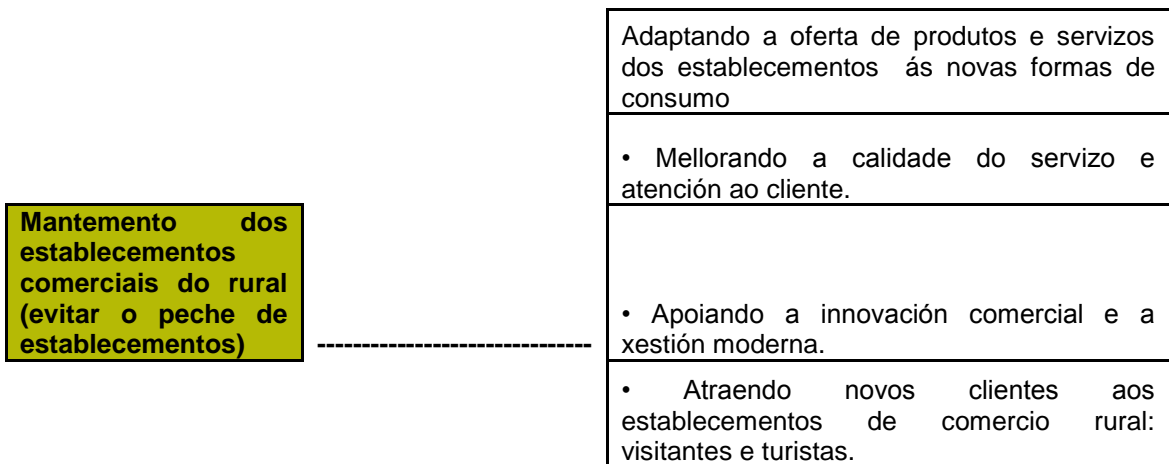 Adaptando a oferta de produtos e servizos
dos establecementos ás novas formas de
consumo
• Mellorando a calidade do servizo e
atención ao cliente.
Mantemento dos
establecementos
comerciais do rural
(evitar o peche de
establecementos)
------------------------------
• Apoiando a innovación comercial e a
xestión moderna.
• Atraendo novos clientes aos
establecementos de comercio rural:
visitantes e turistas.